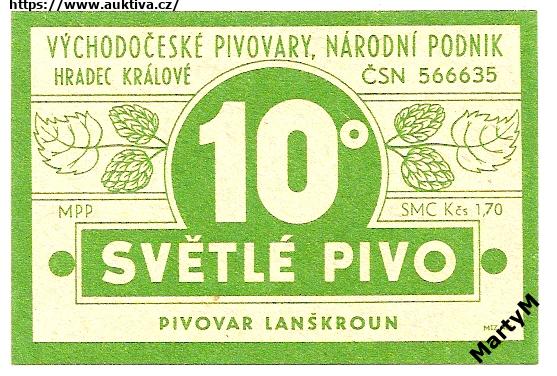 https://www.auktiva.cz/
VÝCHODOČESKÉ PIVOVARY, NÁRODNÍ PODNIK
HRADEC KRÁLOVÉ ČSN 566635
10°
MPP SMC Kčs 1,70
SVĚTLÉ PIVO
PIVOVAR LANŠKROUN
MartyM